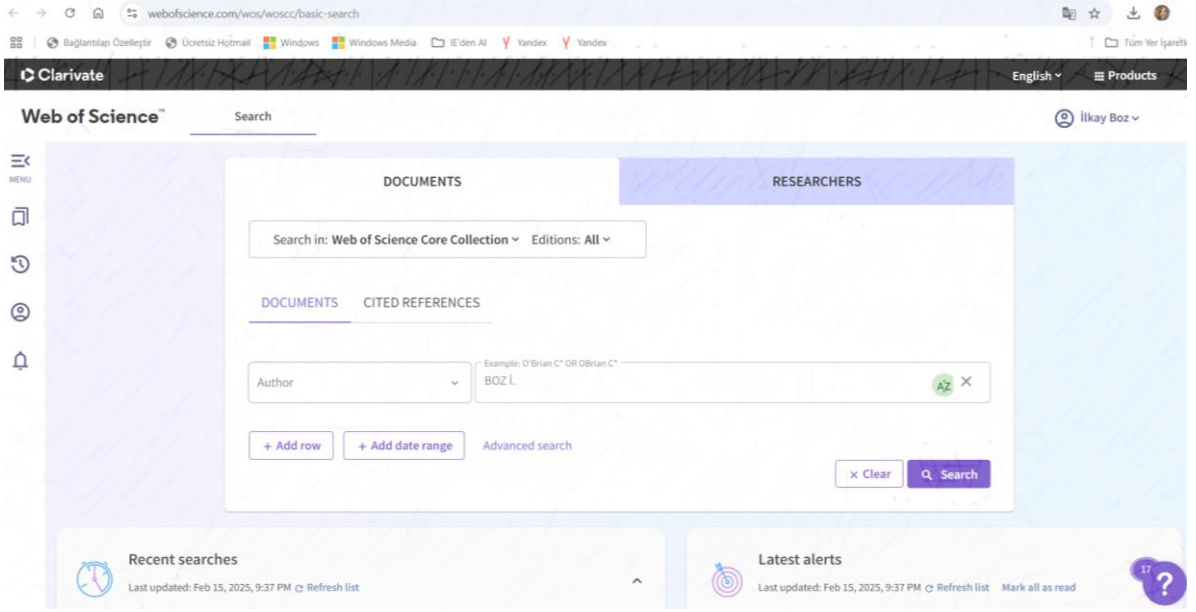 webofscience.com/wos/woscc/basic-search
Bağlantıları Özelleştir Ücretsiz Hotmail Windows Windows Media IE'den Al Yandex Yandex Tüm Yer İşaretle
Clarivate English Products
Web of Science™ Search İlkay Boz
MENU
DOCUMENTS RESEARCHERS
Search in: Web of Science Core Collection Editions: All
DOCUMENTS CITED REFERENCES
Example: O'Brian C* OR OBrian C*
Author BOZ İ. AZ
+ Add row + Add date range Advanced search
× Clear Search
Recent searches Latest alerts
Last updated: Feb 15, 2025, 9:37 PM Refresh list Last updated: Feb 15, 2025, 9:37 PM Refresh list Mark all as read
17 ?